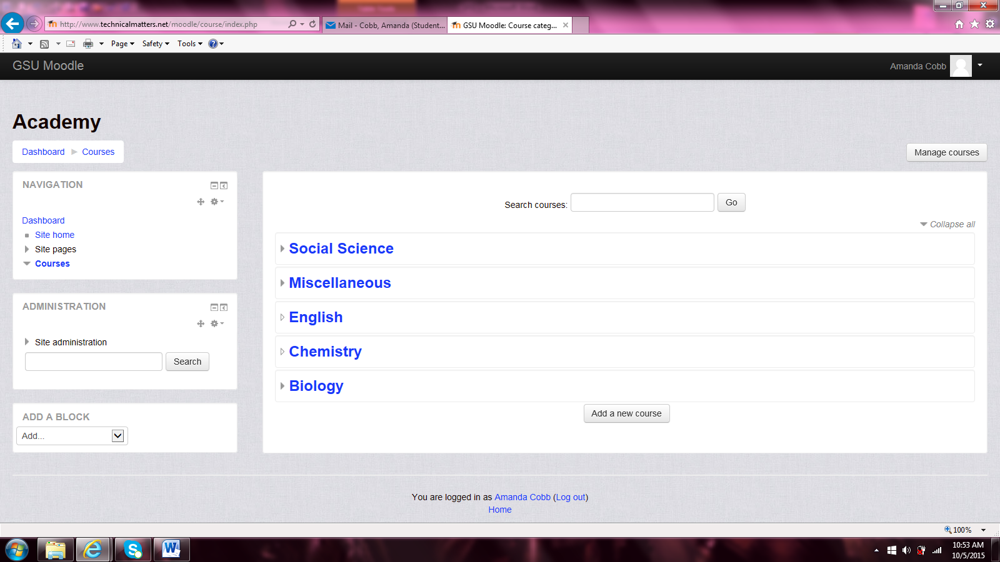 http://www.technicalmatters.net/moodle/course/index.php
Mail - Cobb, Amanda (Student...
GSU Moodle: Course categ...
Page
Safety
Tools
GSU Moodle
Amanda Cobb
Academy
Dashboard
Courses
Manage courses
NAVIGATION
Dashboard
Site home
Site pages
Courses
ADMINISTRATION
Site administration
Search
ADD A BLOCK
Add...
Search courses:
Go
Collapse all
Social Science
Miscellaneous
English
Chemistry
Biology
Add a new course
You are logged in as Amanda Cobb (Log out)
Home
100%
10:53 AM
10/5/2015